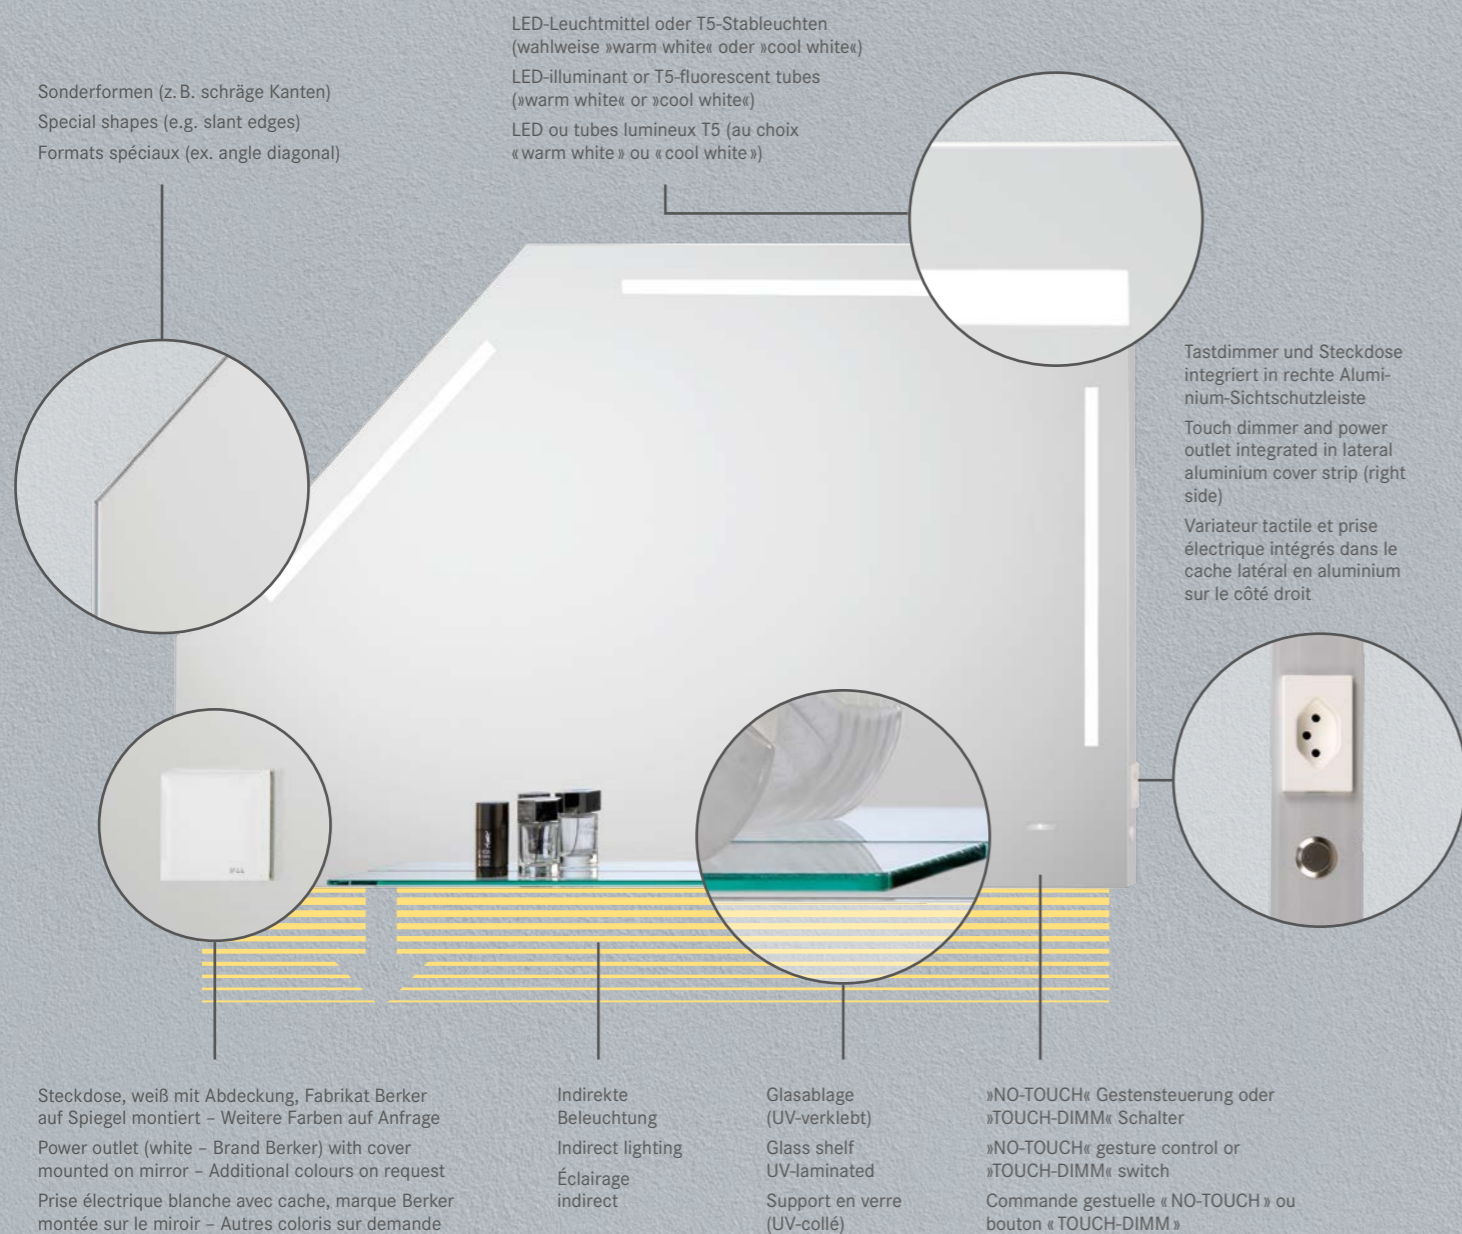 LED-Leuchtmittel oder T5-Stableuchten
(wahlweise »warm white« oder »cool white«)
LED-illuminant or T5-fluorescent tubes
(»warm white« or »cool white«)
LED ou tubes lumineux T5 (au choix
« warm white » ou « cool white »)
Sonderformen (z. B. schräge Kanten)
Special shapes (e.g. slant edges)
Formats spéciaux (ex. angle diagonal)
Tastdimmer und Steckdose
integriert in rechte Alumi-
nium-Sichtschutzleiste
Touch dimmer and power
outlet integrated in lateral
aluminium cover strip (right
side)
Variateur tactile et prise
électrique intégrés dans le
cache latéral en aluminium
sur le côté droit
Steckdose, weiß mit Abdeckung, Fabrikat Berker
auf Spiegel montiert – Weitere Farben auf Anfrage
Power outlet (white – Brand Berker) with cover
mounted on mirror – Additional colours on request
Prise électrique blanche avec cache, marque Berker
montée sur le miroir – Autres coloris sur demande
Indirekte
Beleuchtung
Indirect lighting
Éclairage
indirect
Glasablage
(UV-verklebt)
Glass shelf
UV-laminated
Support en verre
(UV-collé)
»NO-TOUCH« Gestensteuerung oder
»TOUCH-DIMM« Schalter
»NO-TOUCH« gesture control or
»TOUCH-DIMM« switch
Commande gestuelle « NO-TOUCH » ou
bouton « TOUCH-DIMM »